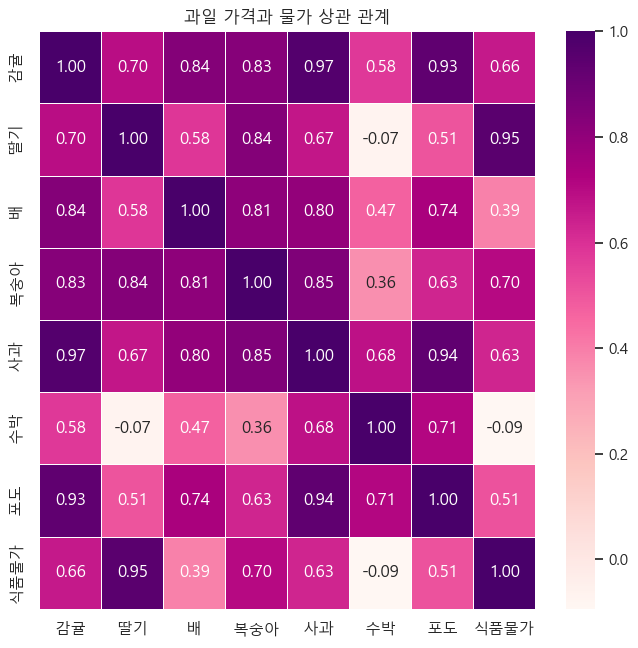 과일 가격과 물가 상관 관계
감귤 1.00 0.70 0.84 0.83 0.97 0.58 0.93 0.66
딸기 0.70 1.00 0.58 0.84 0.67 -0.07 0.51 0.95
배 0.84 0.58 1.00 0.81 0.80 0.47 0.74 0.39
복숭아 0.83 0.84 0.81 1.00 0.85 0.36 0.63 0.70
사과 0.97 0.67 0.80 0.85 1.00 0.68 0.94 0.63
수박 0.58 -0.07 0.47 0.36 0.68 1.00 0.71 -0.09
포도 0.93 0.51 0.74 0.63 0.94 0.71 1.00 0.51
식품물가 0.66 0.95 0.39 0.70 0.63 -0.09 0.51 1.00
감귤 딸기 배 복숭아 사과 수박 포도 식품물가
1.0
0.8
0.6
0.4
0.2
0.0